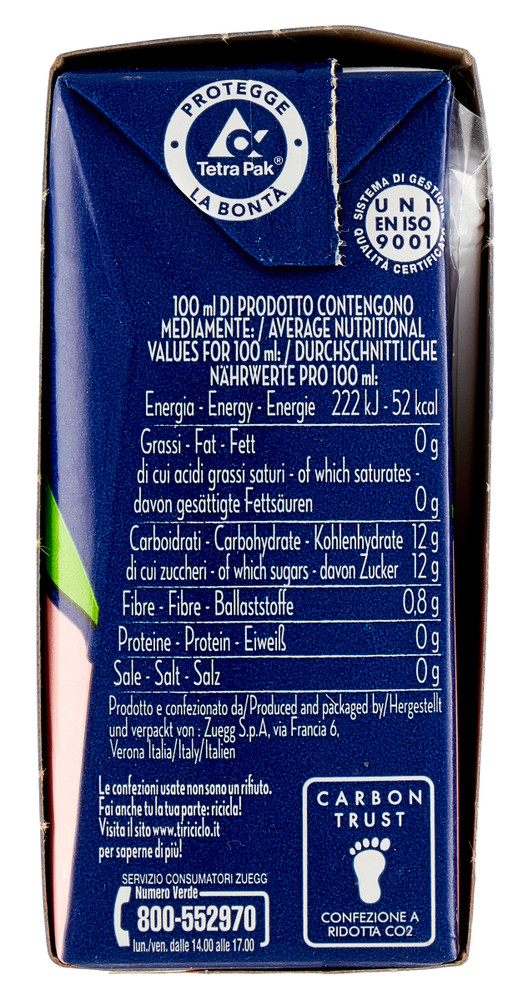 PROTEGGE
Tetra Pak®
LA BONTÀ
SISTEMA DI GESTIONE
UNI
EN ISO
9001
QUALITÀ CERTIFICATA
100 ml DI PRODOTTO CONTENGONO
MEDIAMENTE: / AVERAGE NUTRITIONAL
VALUES FOR 100 ml: / DURCHSCHNITTLICHE
NÄHRWERTE PRO 100 ml:
Energia - Energy - Energie 222 kJ - 52 kcal
Grassi - Fat - Fett 0 g
di cui acidi grassi saturi - of which saturates -
davon gesättigte Fettsäuren 0 g
Carboidrati - Carbohydrate - Kohlenhydrate 12 g
di cui zuccheri - of which sugars - davon Zucker 12 g
Fibre - Fibre - Ballaststoffe 0,8 g
Proteine - Protein - Eiweiß 0 g
Sale - Salt - Salz 0 g
Prodotto e confezionato da/Produced and packaged by/Hergestellt
und verpackt von : Zuegg S.p.A, via Francia 6,
Verona Italia/Italy/Italien
Le confezioni usate non sono un rifiuto.
Fai anche tu la tua parte: ricicla!
Visita il sito www.tiriciclo.it
per saperne di più!
SERVIZIO CONSUMATORI ZUEGG
Numero Verde
800-552970
lun./ven. dalle 14.00 alle 17.00
CARBON
TRUST
CONFEZIONE A
RIDOTTA CO2